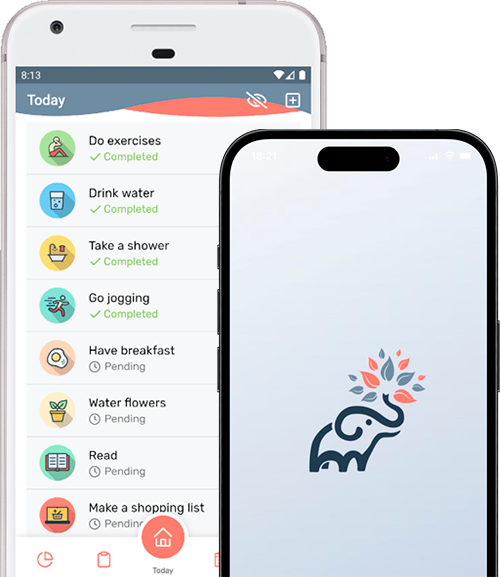 8:13
Today
Do exercises
Completed
Drink water
Completed
Take a shower
Completed
Go jogging
Completed
Have breakfast
Pending
Water flowers
Pending
Read
Pending
Make a shopping list
Pending
Today
18:21